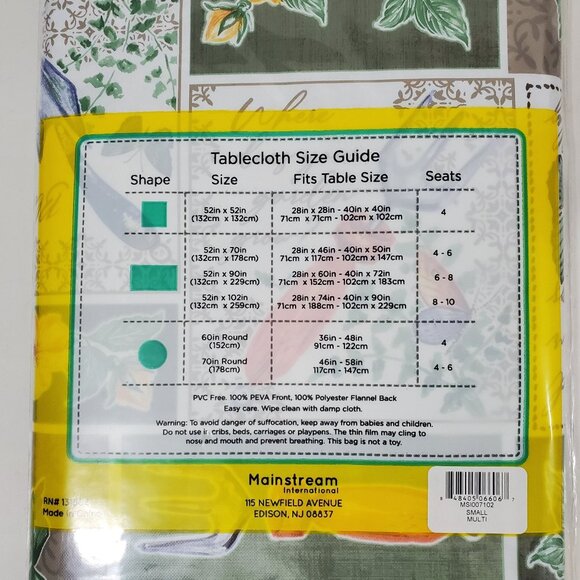 Where
Tablecloth Size Guide
Shape Size Fits Table Size Seats
52in x 52in 28in x 28in - 40in x 40in 4
(132cm x 132cm) 71cm x 71cm - 102cm x 102cm
52in x 70in 28in x 46in - 40in x 50in 4 - 6
(132cm x 178cm) 71cm x 117cm - 102cm x 147cm
52in x 90in 28in x 60in - 40in x 72in 6 - 8
(132cm x 229cm) 71cm x 152cm - 102cm x 183cm
52in x 102in 28in x 74in - 40in x 90in 8 - 10
(132cm x 259cm) 71cm x 188cm - 102cm x 229cm
60in Round 36in - 48in 4
(152cm) 91cm - 122cm
70in Round 46in - 58in 4 - 6
(178cm) 117cm - 147cm
PVC Free. 100% PEVA Front, 100% Polyester Flannel Back
Easy care. Wipe clean with damp cloth.
Warning: To avoid danger of suffocation, keep away from babies and children.
Do not use in cribs, beds, carriages or playpens. The thin film may cling to
nose and mouth and prevent breathing. This bag is not a toy.
Mainstream
International
115 NEWFIELD AVENUE
EDISON, NJ 08837
RN#
Made in China
8 48405 06606 7
MSI007102
SMALL
MULTI